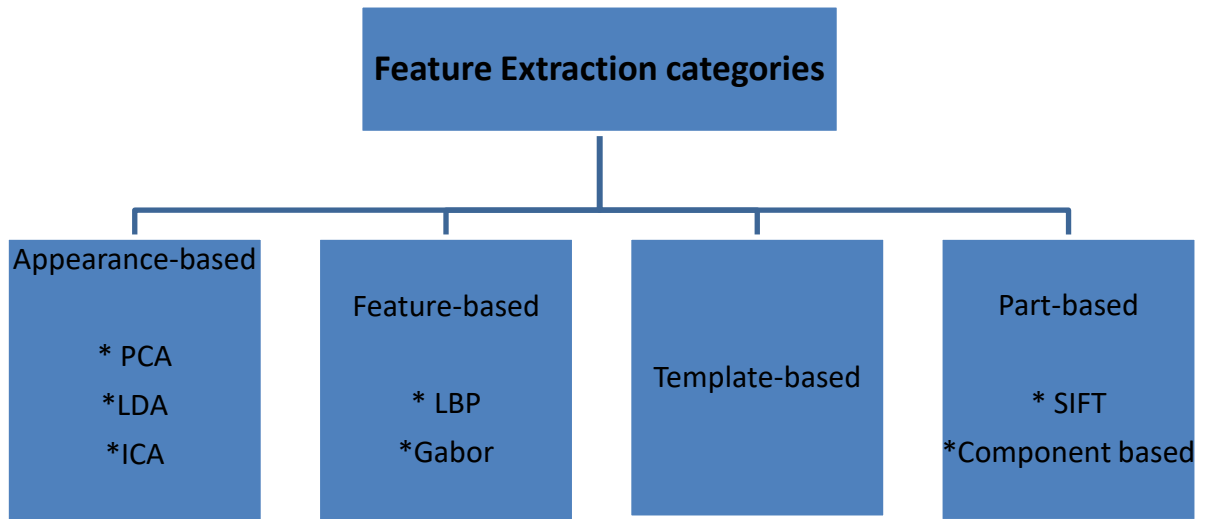 Feature Extraction categories
Appearance-based
* PCA
*LDA
*ICA
Feature-based
* LBP
*Gabor
Template-based
Part-based
* SIFT
*Component based